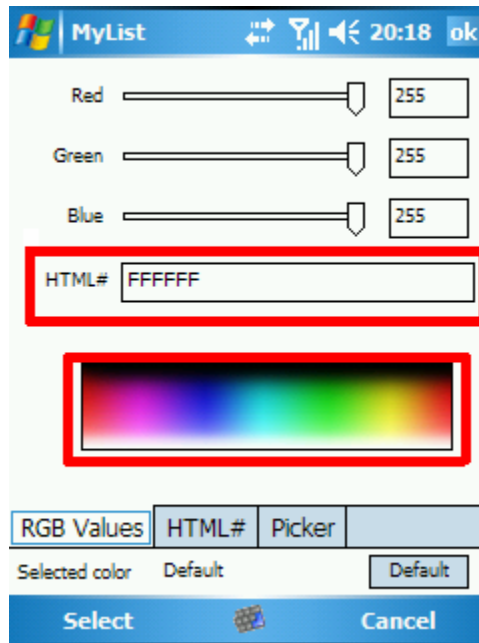 MyList 20:18 ok
Red 255
Green 255
Blue 255
HTML# FFFFFF
RGB Values HTML# Picker
Selected color Default Default
Select Cancel